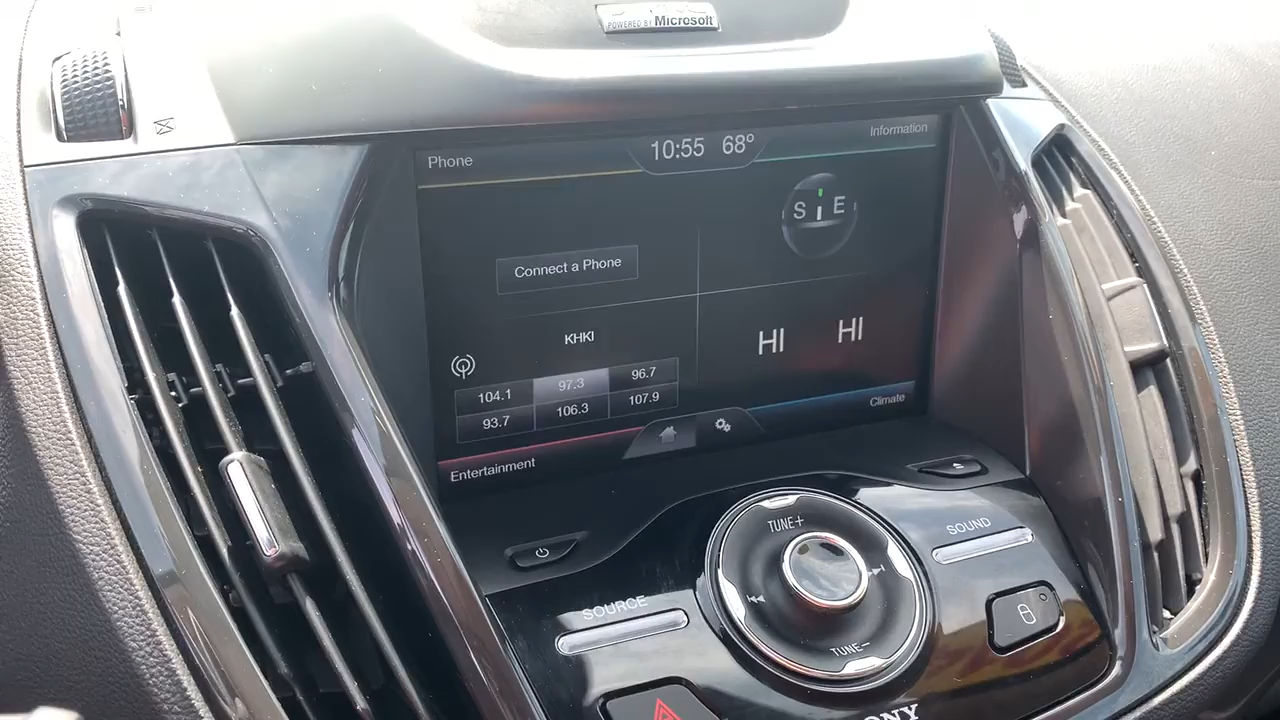 POWERED BY Microsoft
Phone
10:55 68°
Information
S E
Connect a Phone
KHKI
HI HI
104.1 97.3 96.7
93.7 106.3 107.9
Climate
Entertainment
TUNE+
SOUND
SOURCE
TUNE-